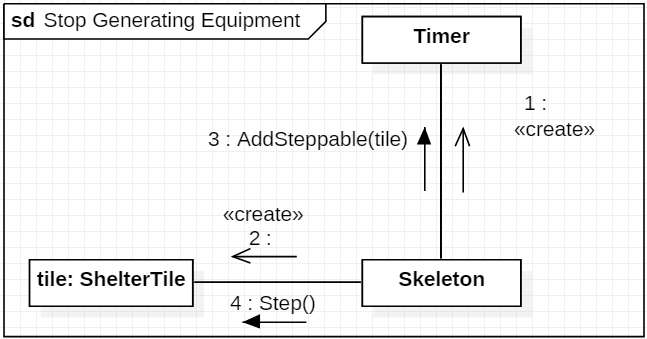 sd Stop Generating Equipment
Timer
1 :
«create»
3 : AddSteppable(tile)
«create»
2 :
tile: ShelterTile
Skeleton
4 : Step()